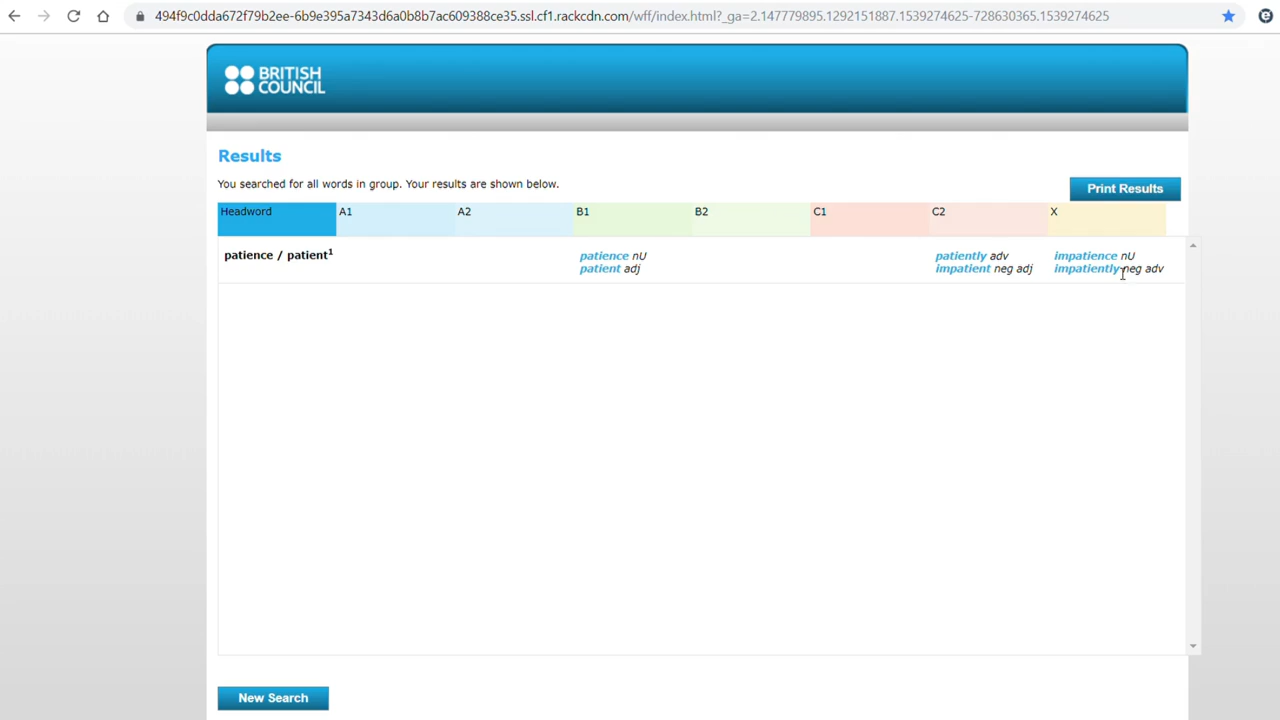 494f9c0dda672f79b2ee-6b9e395a7343d6a0b8b7ac609388ce35.ssl.cf1.rackcdn.com/wff/index.html?_ga=2.147779895.1292151887.1539274625-728630365.1539274625
BRITISH
COUNCIL
Results
You searched for all words in group. Your results are shown below.
Print Results
Headword A1 A2 B1 B2 C1 C2 X
patience / patient¹ patience nU patiently adv impatience nU
patient adj impatient neg adj impatiently neg adv
New Search